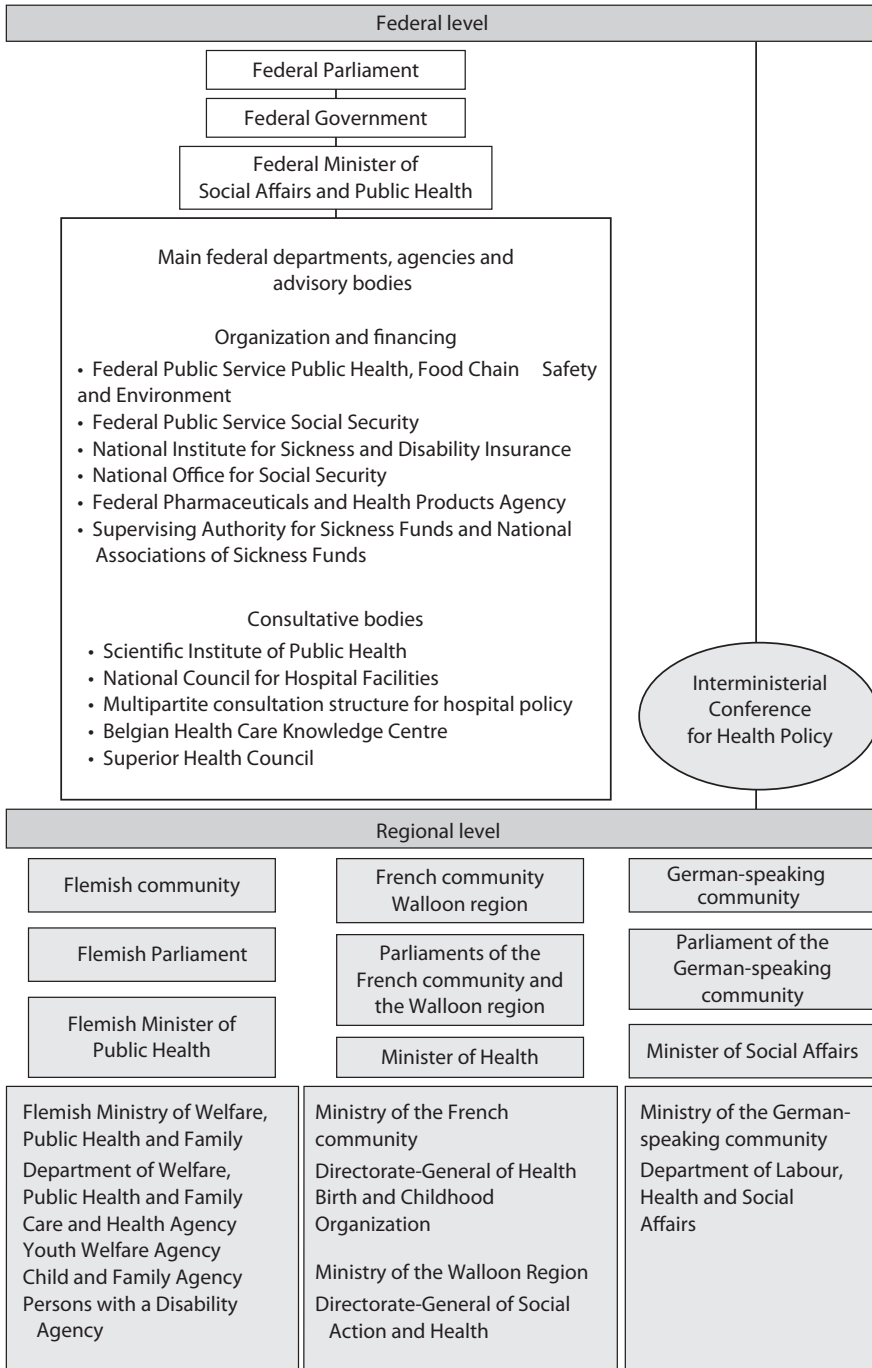 Federal level
Federal Parliament
Federal Government
Federal Minister of
Social Affairs and Public Health
Main federal departments, agencies and
advisory bodies
Organization and financing
• Federal Public Service Public Health, Food Chain Safety
and Environment
• Federal Public Service Social Security
• National Institute for Sickness and Disability Insurance
• National Office for Social Security
• Federal Pharmaceuticals and Health Products Agency
• Supervising Authority for Sickness Funds and National
Associations of Sickness Funds
Consultative bodies
• Scientific Institute of Public Health
• National Council for Hospital Facilities
• Multipartite consultation structure for hospital policy
• Belgian Health Care Knowledge Centre
• Superior Health Council
Interministerial
Conference
for Health Policy
Regional level
Flemish community
Flemish Parliament
Flemish Minister of
Public Health
Flemish Ministry of Welfare,
Public Health and Family
Department of Welfare,
Public Health and Family
Care and Health Agency
Youth Welfare Agency
Child and Family Agency
Persons with a Disability
Agency
French community
Walloon region
Parliaments of the
French community and
the Walloon region
Minister of Health
Ministry of the French
community
Directorate-General of Health
Birth and Childhood
Organization
Ministry of the Walloon Region
Directorate-General of Social
Action and Health
German-speaking
community
Parliament of the
German-speaking
community
Minister of Social Affairs
Ministry of the German-
speaking community
Department of Labour,
Health and Social
Affairs